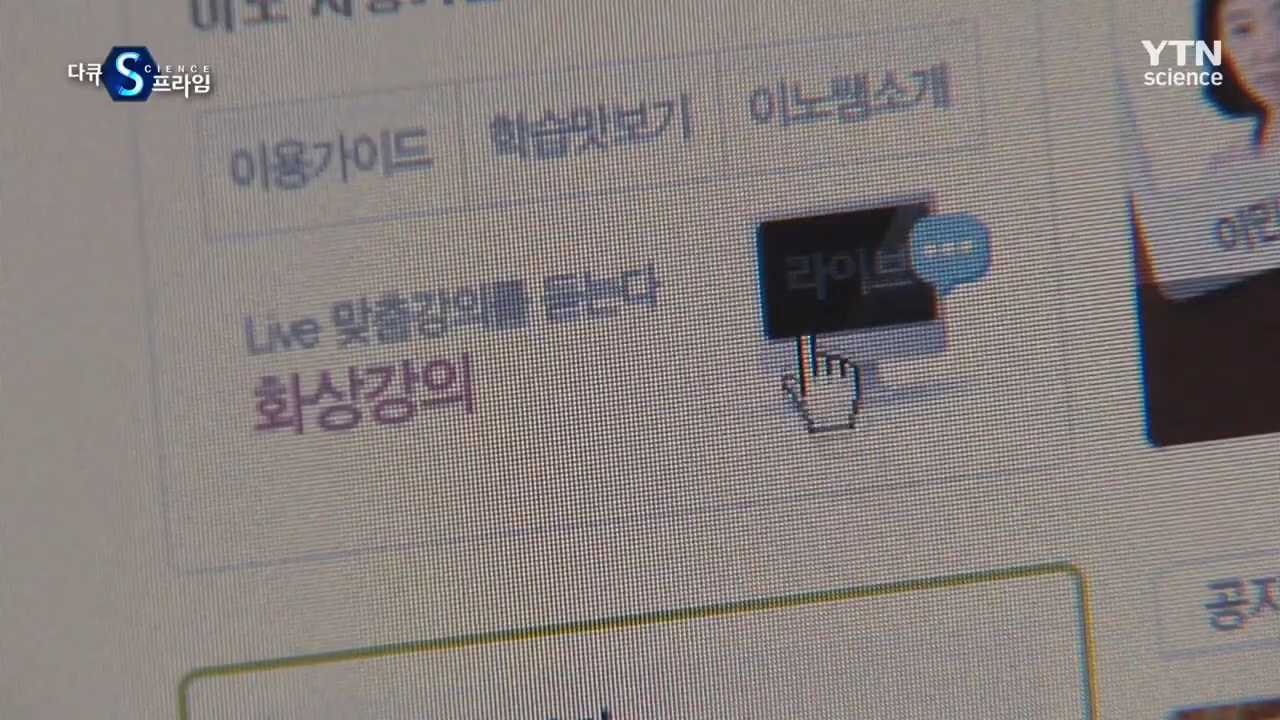 다큐 S 프라임
SCIENCE
YTN
science
이용가이드
학습맛보기
이노쌤소개
Live 맞춤강의를 듣는다
화상강의
라이브